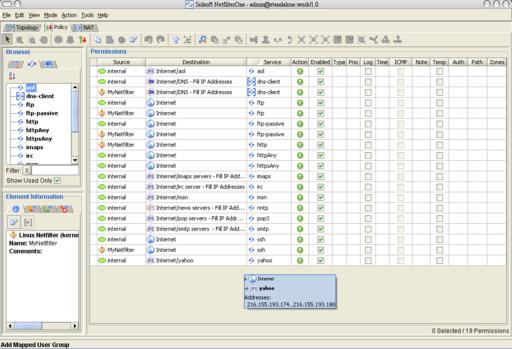 Solsoft NetfilterOne - admin@standalone.work/1.0
File Edit View Mode Action Tools Help
Topology Policy NAT
Browser
aol
dns-client
ftp
ftp-passive
http
httpAny
httpsAny
imaps
irc
Filter X
Show Used Only
Element Information
Linux Netfilter (kerne
Name: MyNetfilter
Comments:
Permissions
Source Destination Service Action Enabled Type Prio Log Time ICMP Note Temp Auth Path Zones
internal Internet/aol aol
internal Internet/DNS - Fill IP Addresses dns-client
MyNetfilter Internet/DNS - Fill IP Addresses dns-client
internal Internet ftp
MyNetfilter Internet ftp
internal Internet ftp-passive
MyNetfilter Internet ftp-passive
MyNetfilter Internet http
internal Internet httpAny
internal Internet httpsAny
internal Internet/imaps servers - Fill IP Addr... imaps
internal Internet/irc server - Fill IP Addresses irc
internal Internet/msn msn
internal Internet/news servers - Fill IP Add... nntp
internal Internet/pop servers - Fill IP Addr... pop3
internal Internet/smtp servers - Fill IP Add... smtp
internal Internet ssh
MyNetfilter Internet ssh
internal Internet/yahoo yahoo
Internet
yahoo
Addresses:
216.155.193.174...216.155.193.180
0 Selected / 19 Permissions
Add Mapped User Group